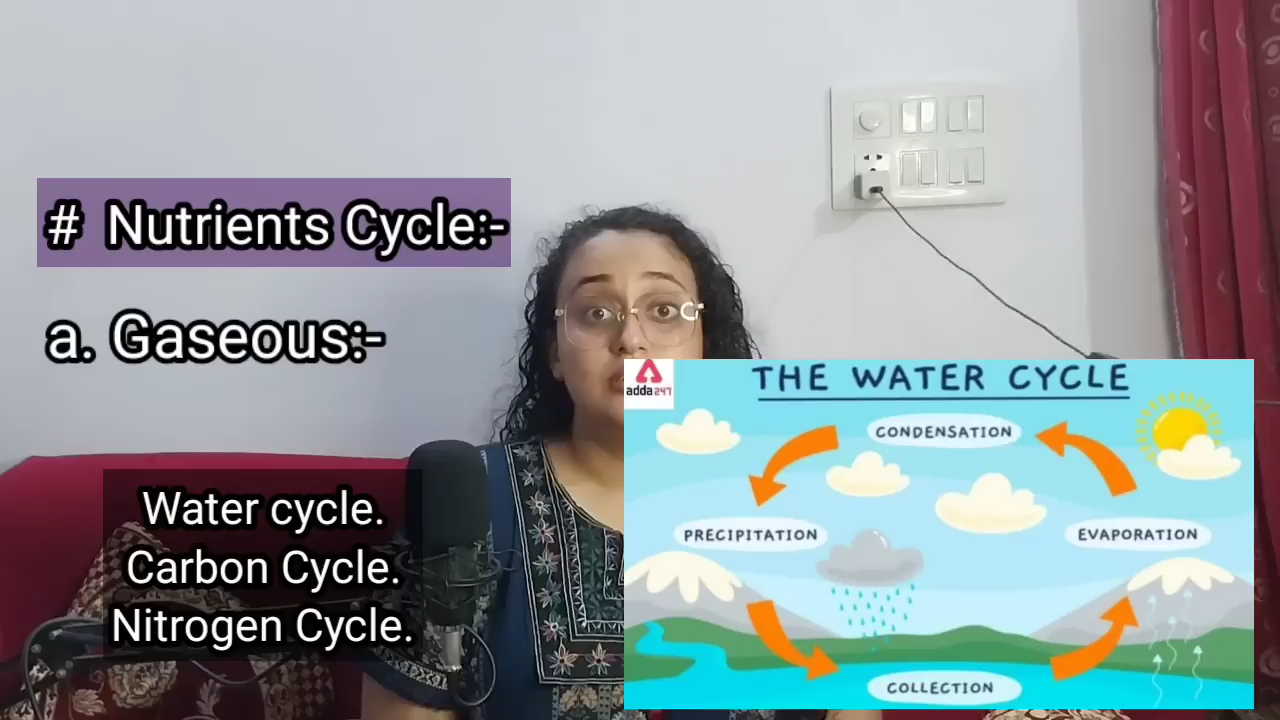 # Nutrients Cycle:-
a. Gaseous:-
Water cycle.
Carbon Cycle.
Nitrogen Cycle.
adda247
THE WATER CYCLE
CONDENSATION
PRECIPITATION
EVAPORATION
COLLECTION